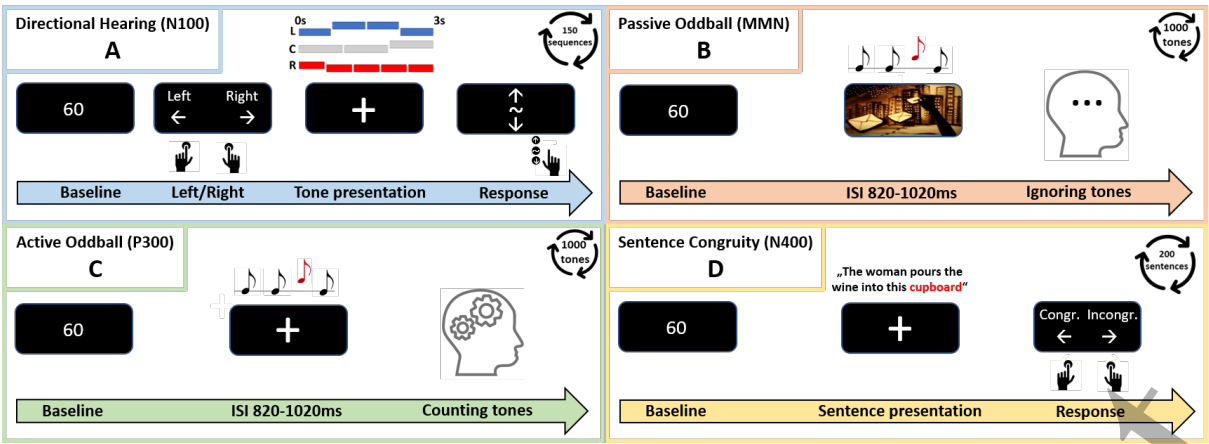 Directional Hearing (N100)
A
0s 3s
L
C
R
150
sequences
60
Left Right
← →
+
↑
~
↓
Baseline Left/Right Tone presentation Response
Passive Oddball (MMN)
B
1000
tones
60
...
Baseline ISI 820-1020ms Ignoring tones
Active Oddball (P300)
C
1000
tones
60
+
Baseline ISI 820-1020ms Counting tones
Sentence Congruity (N400)
D
200
sentences
„The woman pours the
wine into this cupboard“
60
+
Congr. Incongr.
← →
Baseline Sentence presentation Response